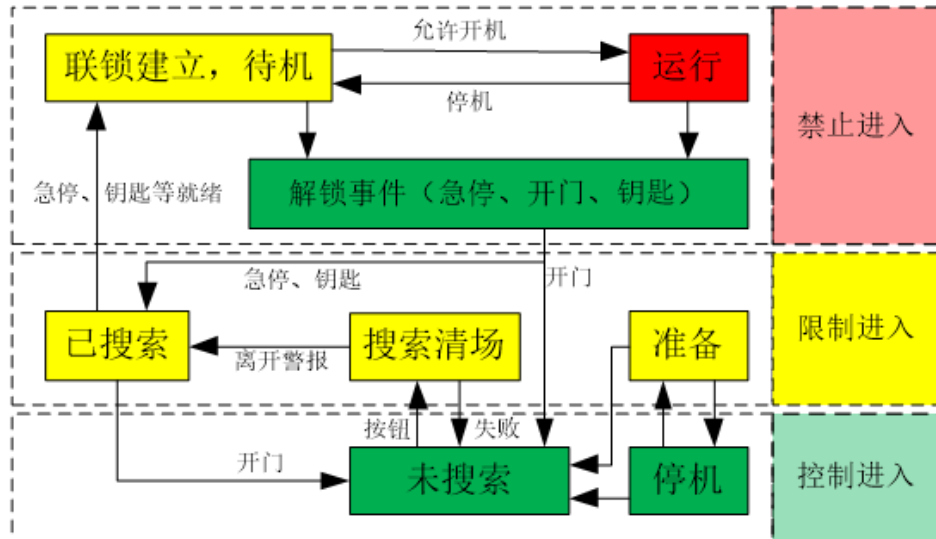 允许开机
联锁建立，待机
运行
停机
禁止进入
急停、钥匙等就绪
解锁事件（急停、开门、钥匙）
急停、钥匙
开门
已搜索
离开警报
搜索清场
准备
限制进入
按钮
失败
开门
未搜索
停机
控制进入